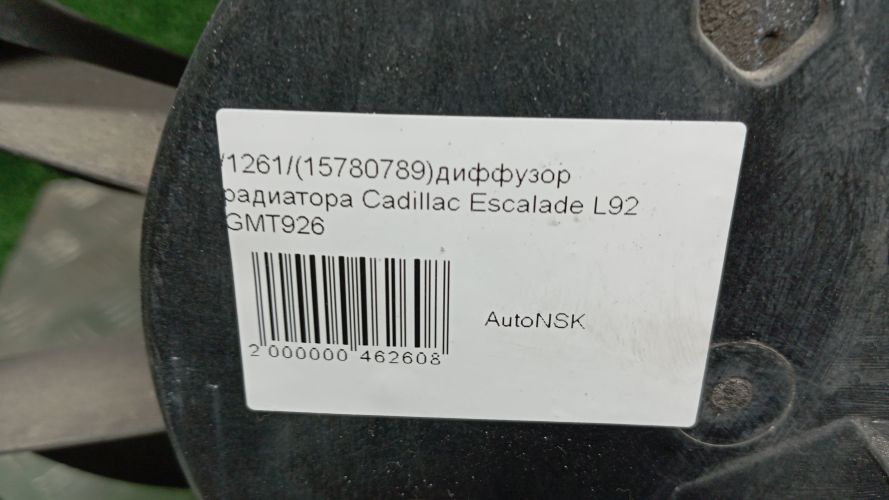 /1261/(15780789)диффузор
радиатора Cadillac Escalade L92
GMT926
AutoNSK
2 000000 462608